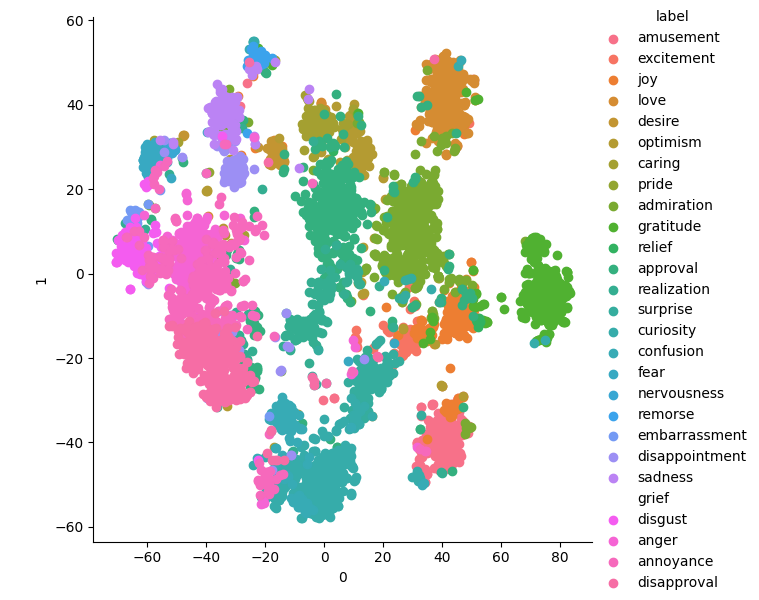 label
amusement
excitement
joy
love
desire
optimism
caring
pride
admiration
gratitude
relief
approval
realization
surprise
curiosity
confusion
fear
nervousness
remorse
embarrassment
disappointment
sadness
grief
disgust
anger
annoyance
disapproval
60
40
20
0
−20
−40
−60
1
−60 −40 −20 0 20 40 60 80
0